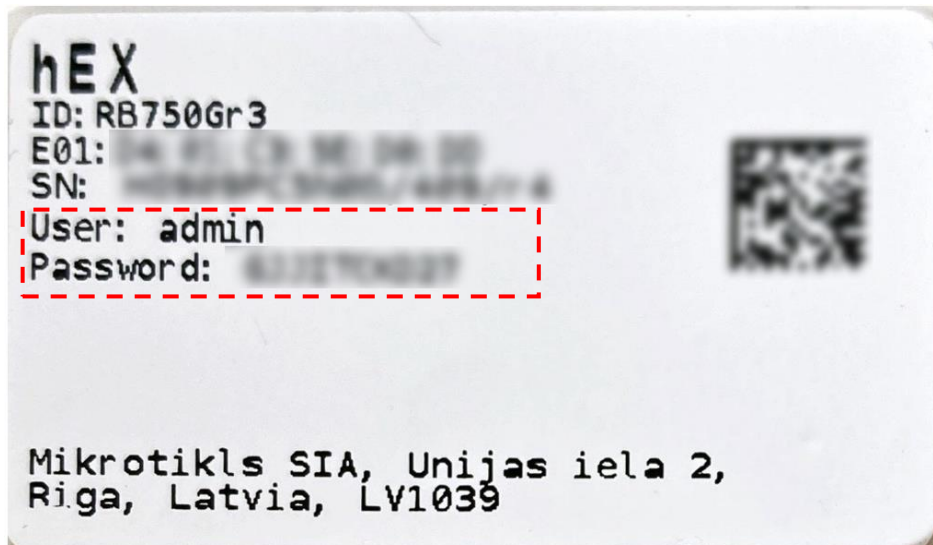 hEX
ID: RB750Gr3
E01:
SN:
User: admin
Password:
Mikrotikls SIA, Unijas iela 2,
Riga, Latvia, LV1039